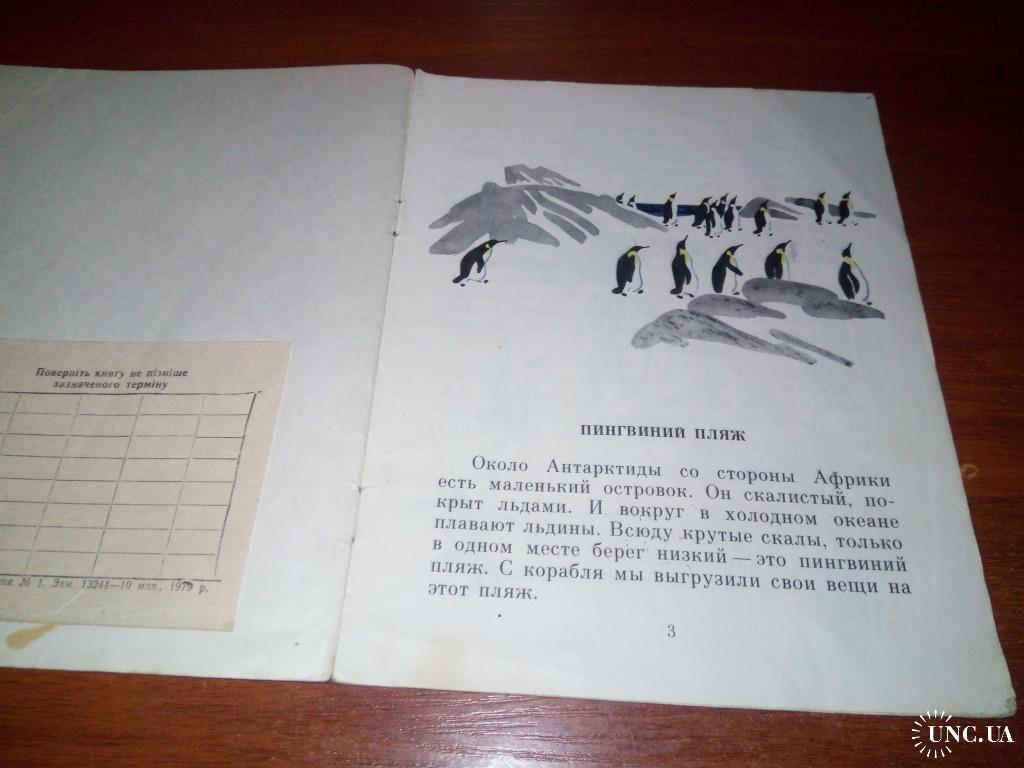 Поверніть книгу не пізніше
зазначеного терміну
№ 1. Зам. 13244—10 млн., 1979 р.
ПИНГВИНИЙ ПЛЯЖ
Около Антарктиды со стороны Африки
есть маленький островок. Он скалистый, по-
крыт льдами. И вокруг в холодном океане
плавают льдины. Всюду крутые скалы, только
в одном месте берег низкий — это пингвиний
пляж. С корабля мы выгрузили свои вещи на
этот пляж.
3
UNC.UA